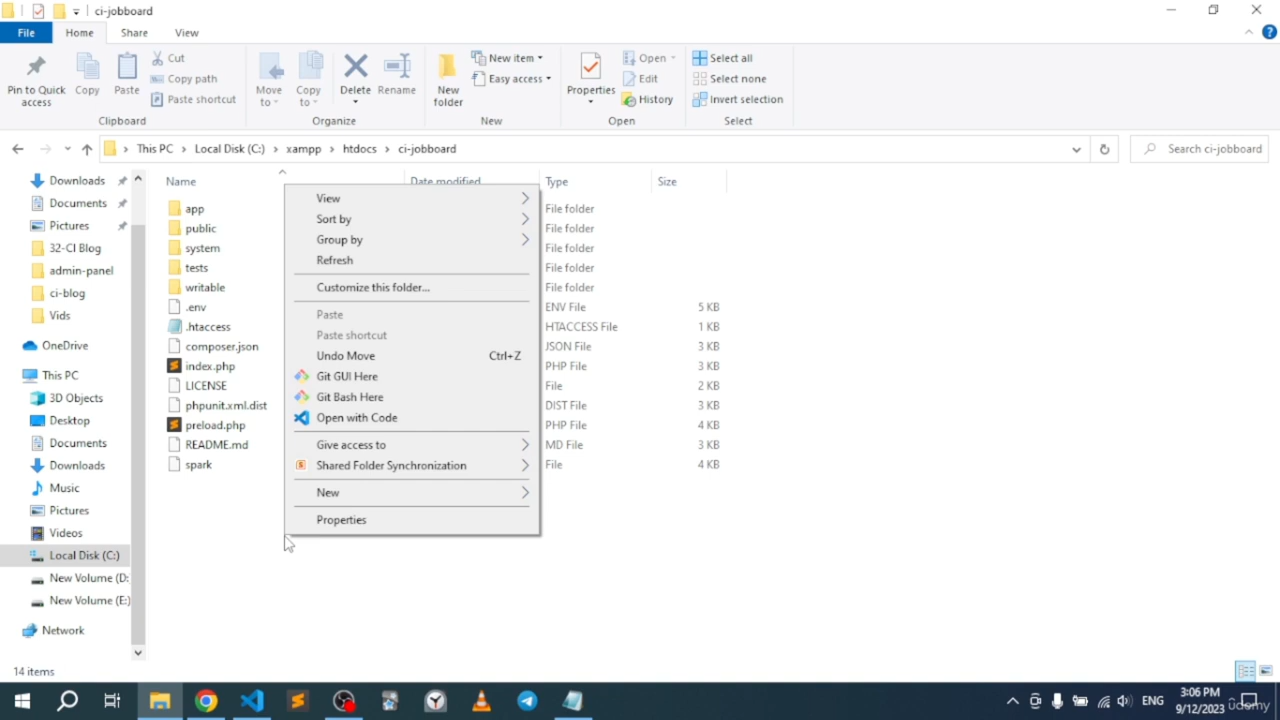 ci-jobboard
File Home Share View
Pin to Quick access
Copy
Paste
Cut
Copy path
Paste shortcut
Clipboard
Move to
Copy to
Delete
Rename
Organize
New folder
New item
Easy access
New
Properties
Open
Edit
History
Open
Select all
Select none
Invert selection
Select
This PC Local Disk (C:) xampp htdocs ci-jobboard
Search ci-jobboard
Downloads
Documents
Pictures
32-CI Blog
admin-panel
ci-blog
Vids
OneDrive
This PC
3D Objects
Desktop
Documents
Downloads
Music
Pictures
Videos
Local Disk (C:)
New Volume (D:
New Volume (E:)
Network
Name Date modified Type Size
app File folder
public File folder
system File folder
tests File folder
writable File folder
.env ENV File 5 KB
.htaccess HTACCESS File 1 KB
composer.json JSON File 3 KB
index.php PHP File 3 KB
LICENSE File 2 KB
phpunit.xml.dist DIST File 3 KB
preload.php PHP File 4 KB
README.md MD File 3 KB
spark File 4 KB
View
Sort by
Group by
Refresh
Customize this folder...
Paste
Paste shortcut
Undo Move Ctrl+Z
Git GUI Here
Git Bash Here
Open with Code
Give access to
Shared Folder Synchronization
New
Properties
14 items
ENG
3:06 PM
9/12/2023
ûdemy